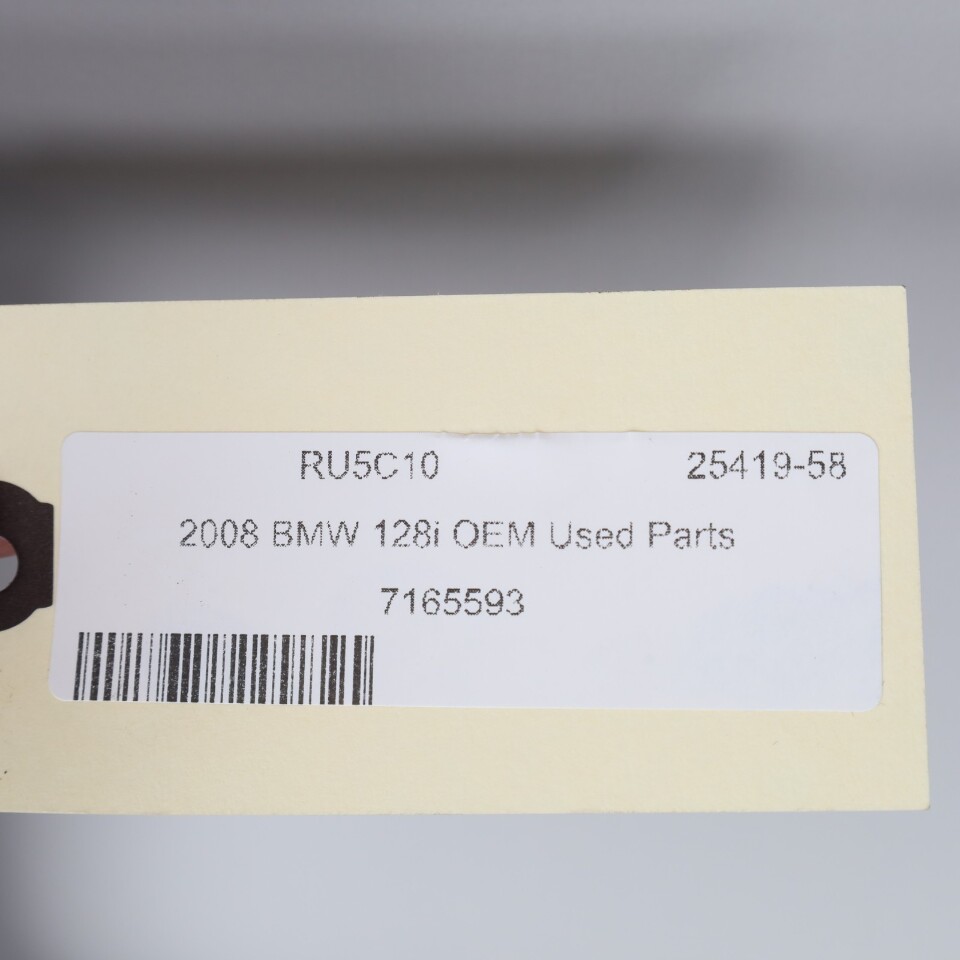 RU5C10 25419-58
2008 BMW 128i OEM Used Parts
7165593